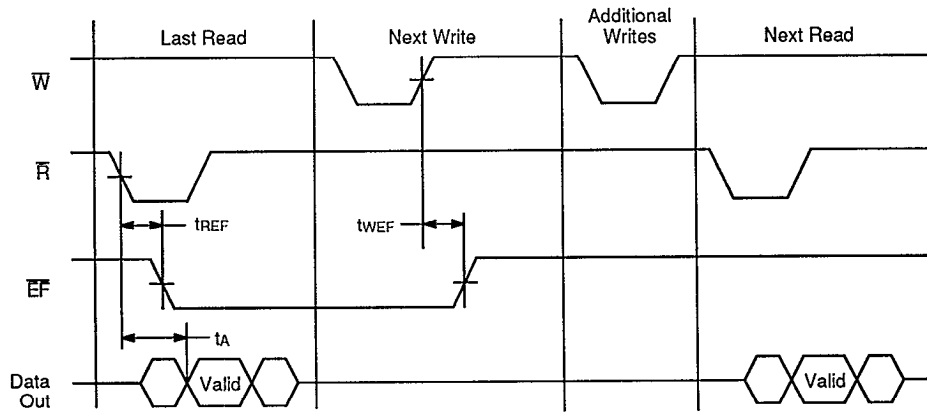 Last Read
Next Write
Additional
Writes
Next Read
W
R
tREF
tWEF
EF
tA
Data
Out
Valid
Valid